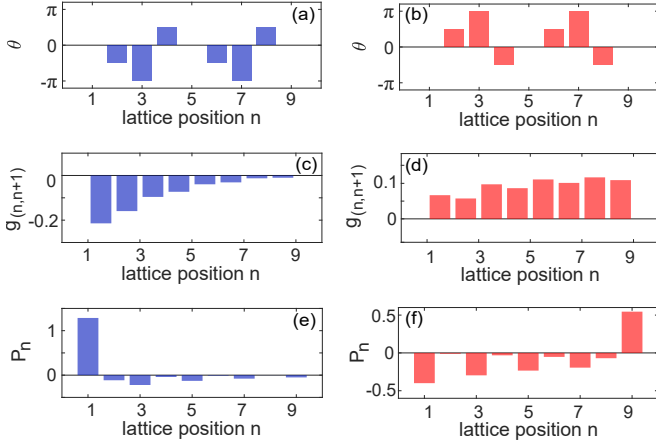 (a)
π
0
-π
θ
1 3 5 7 9
lattice position n
(b)
π
0
-π
θ
1 3 5 7 9
lattice position n
(c)
0
-0.2
g(n,n+1)
1 3 5 7 9
lattice position n
(d)
0.1
0
g(n,n+1)
1 3 5 7 9
lattice position n
(e)
1
0
Pn
1 3 5 7 9
lattice position n
(f)
0.5
0
-0.5
Pn
1 3 5 7 9
lattice position n